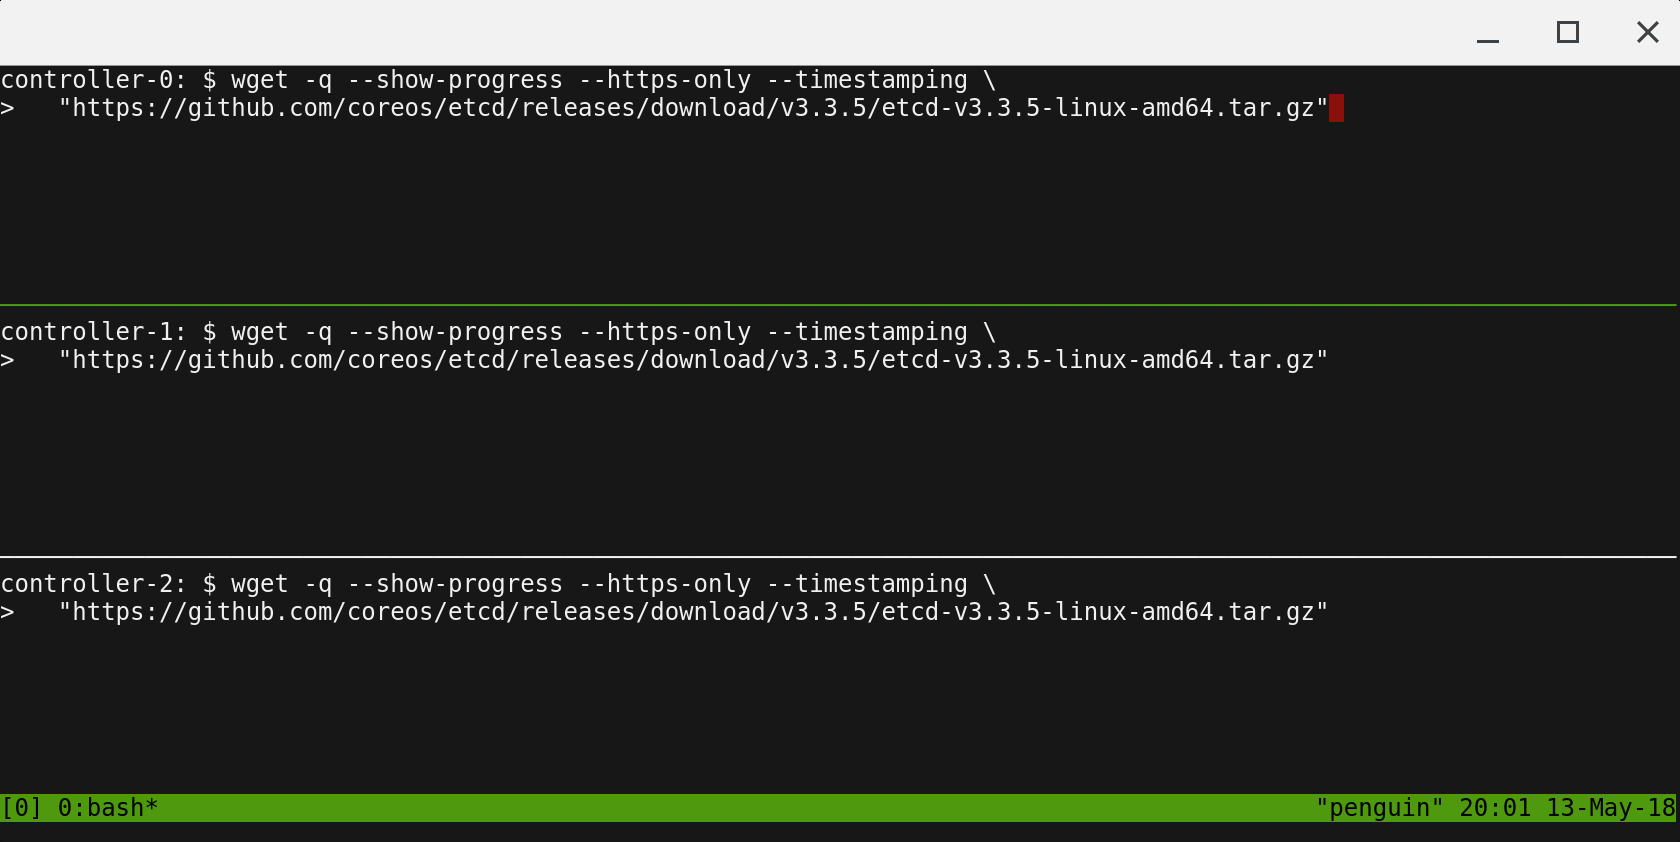 controller-0: $ wget -q --show-progress --https-only --timestamping \
>   "https://github.com/coreos/etcd/releases/download/v3.3.5/etcd-v3.3.5-linux-amd64.tar.gz"
controller-1: $ wget -q --show-progress --https-only --timestamping \
>   "https://github.com/coreos/etcd/releases/download/v3.3.5/etcd-v3.3.5-linux-amd64.tar.gz"
controller-2: $ wget -q --show-progress --https-only --timestamping \
>   "https://github.com/coreos/etcd/releases/download/v3.3.5/etcd-v3.3.5-linux-amd64.tar.gz"
[0] 0:bash* "penguin" 20:01 13-May-18